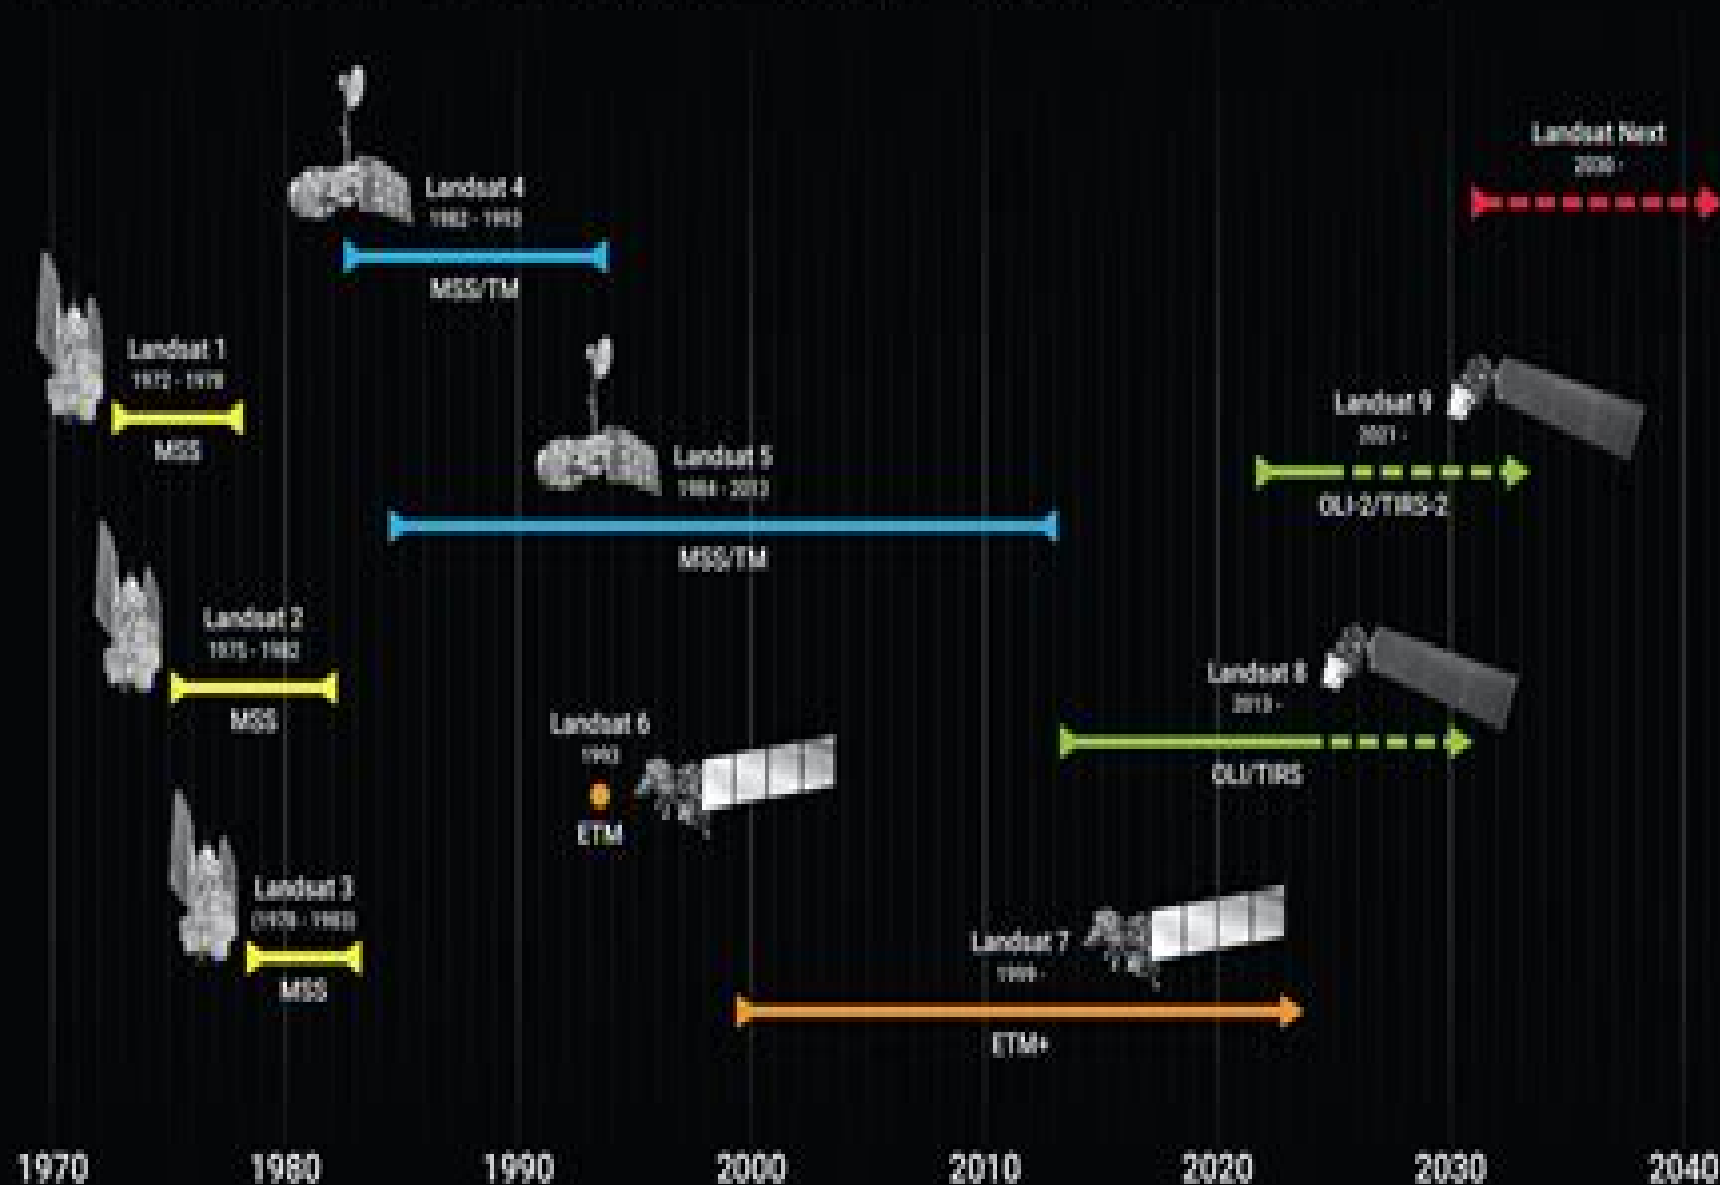 Landsat Next
2030 -
Landsat 4
1982 - 1993
MSS/TM
Landsat 1
1972 - 1978
MSS
Landsat 9
2021 -
OLI-2/TIRS-2
Landsat 5
1984 - 2013
MSS/TM
Landsat 2
1975 - 1982
MSS
Landsat 8
2013 -
OLI/TIRS
Landsat 6
1993
ETM
Landsat 3
(1978 - 1983)
MSS
Landsat 7
1999 -
ETM+
1970 1980 1990 2000 2010 2020 2030 2040